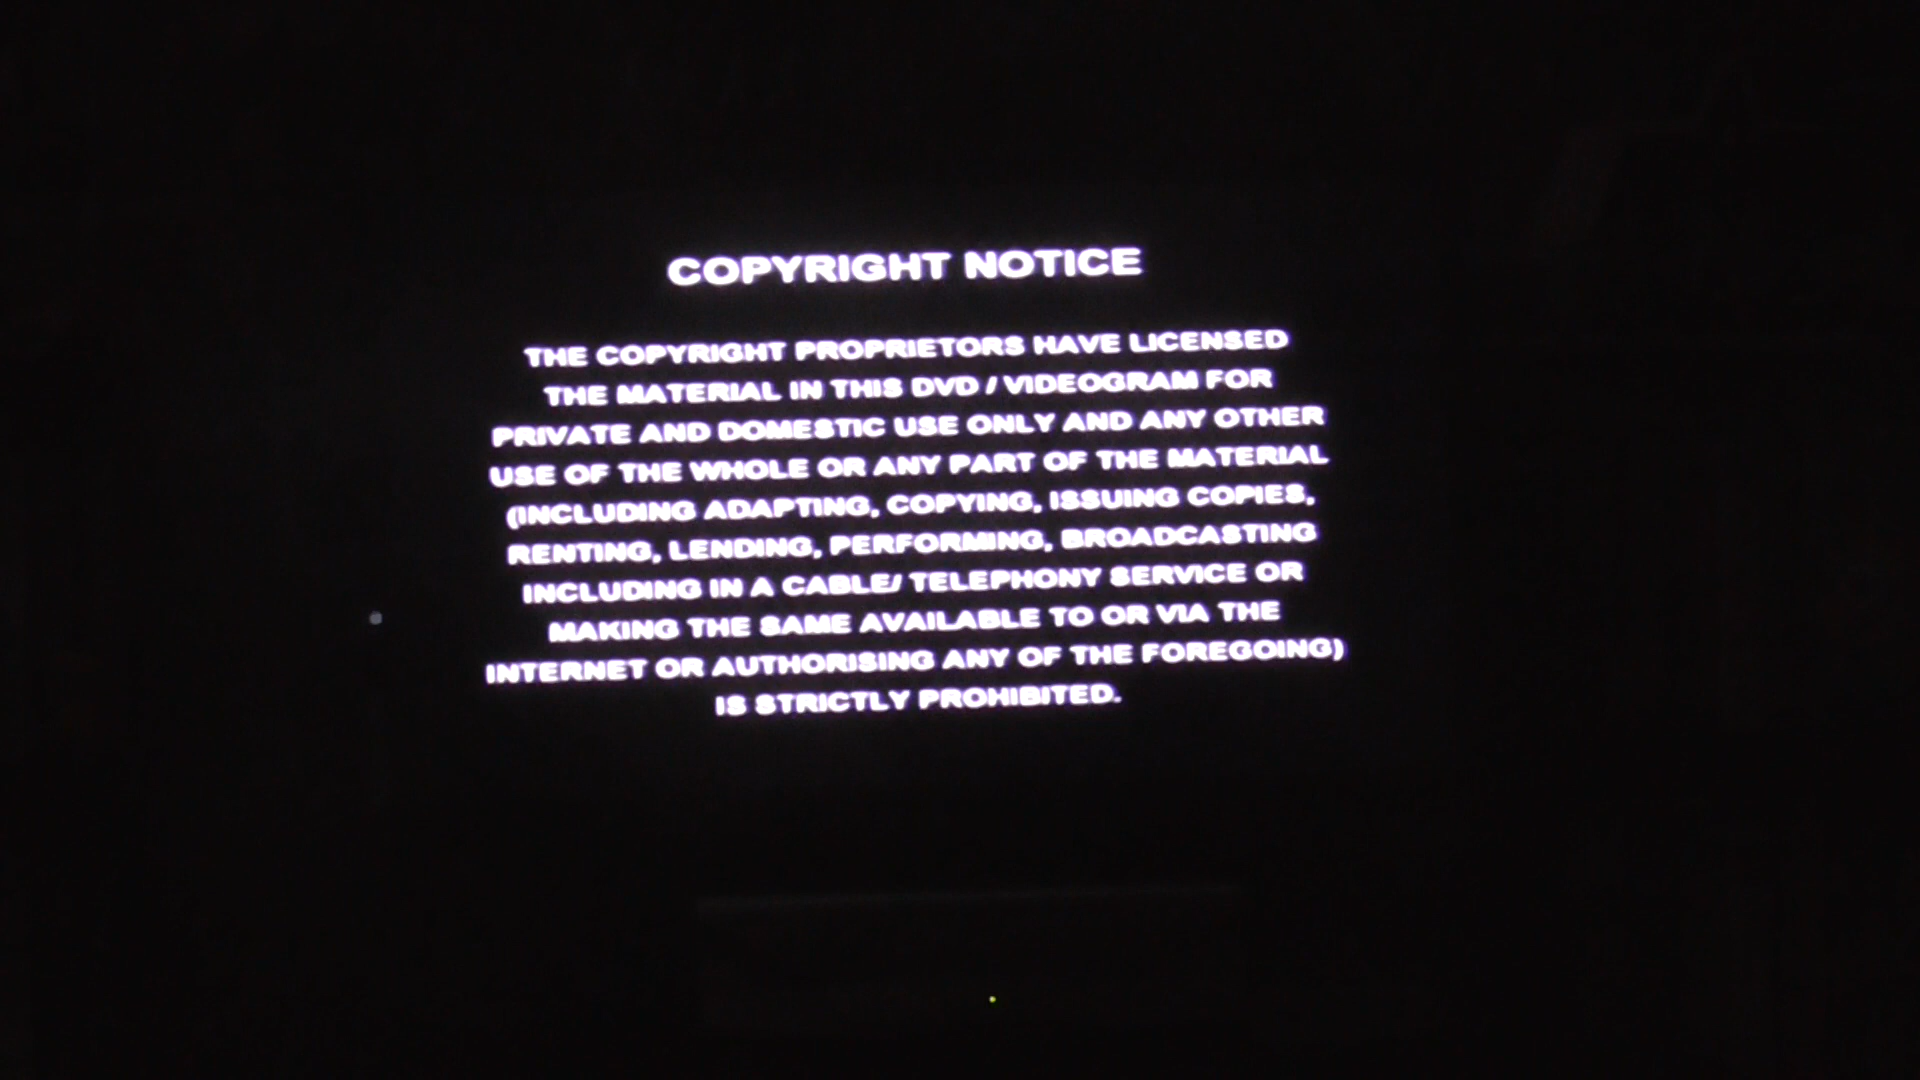 COPYRIGHT NOTICE
THE COPYRIGHT PROPRIETORS HAVE LICENSED
THE MATERIAL IN THIS DVD / VIDEOGRAM FOR
PRIVATE AND DOMESTIC USE ONLY AND ANY OTHER
USE OF THE WHOLE OR ANY PART OF THE MATERIAL
(INCLUDING ADAPTING, COPYING, ISSUING COPIES,
RENTING, LENDING, PERFORMING, BROADCASTING
INCLUDING IN A CABLE/ TELEPHONY SERVICE OR
MAKING THE SAME AVAILABLE TO OR VIA THE
INTERNET OR AUTHORISING ANY OF THE FOREGOING)
IS STRICTLY PROHIBITED.